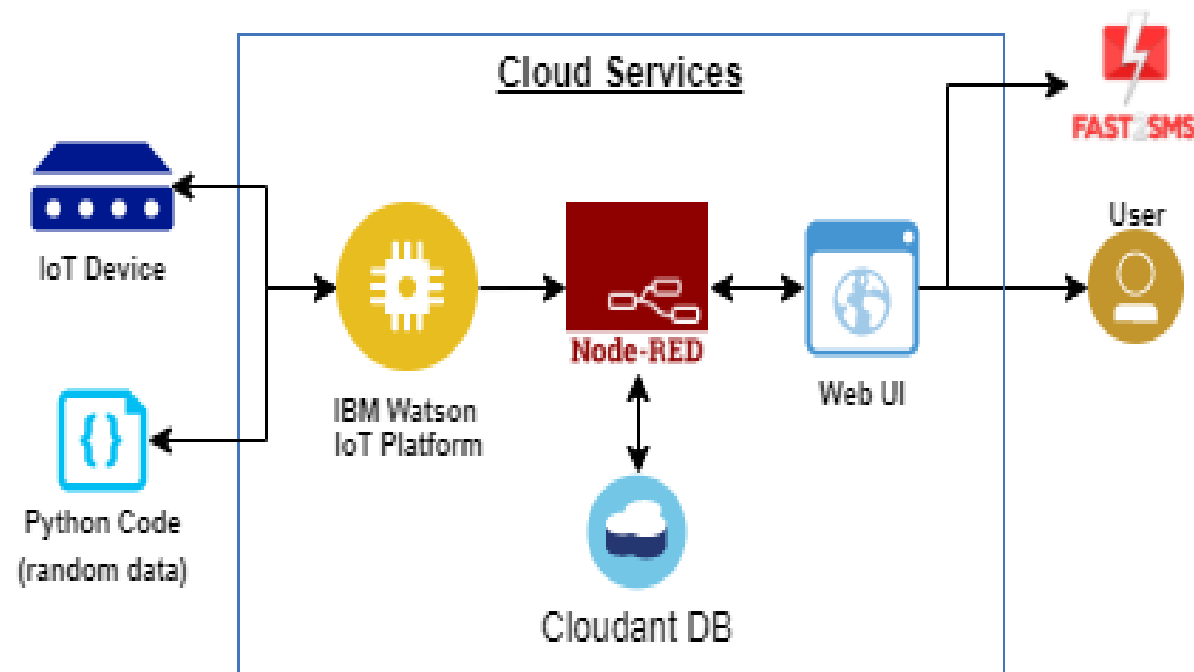 Cloud Services
FAST2SMS
User
IoT Device
Node-RED
Web UI
IBM Watson
IoT Platform
{}
Python Code
(random data)
Cloudant DB